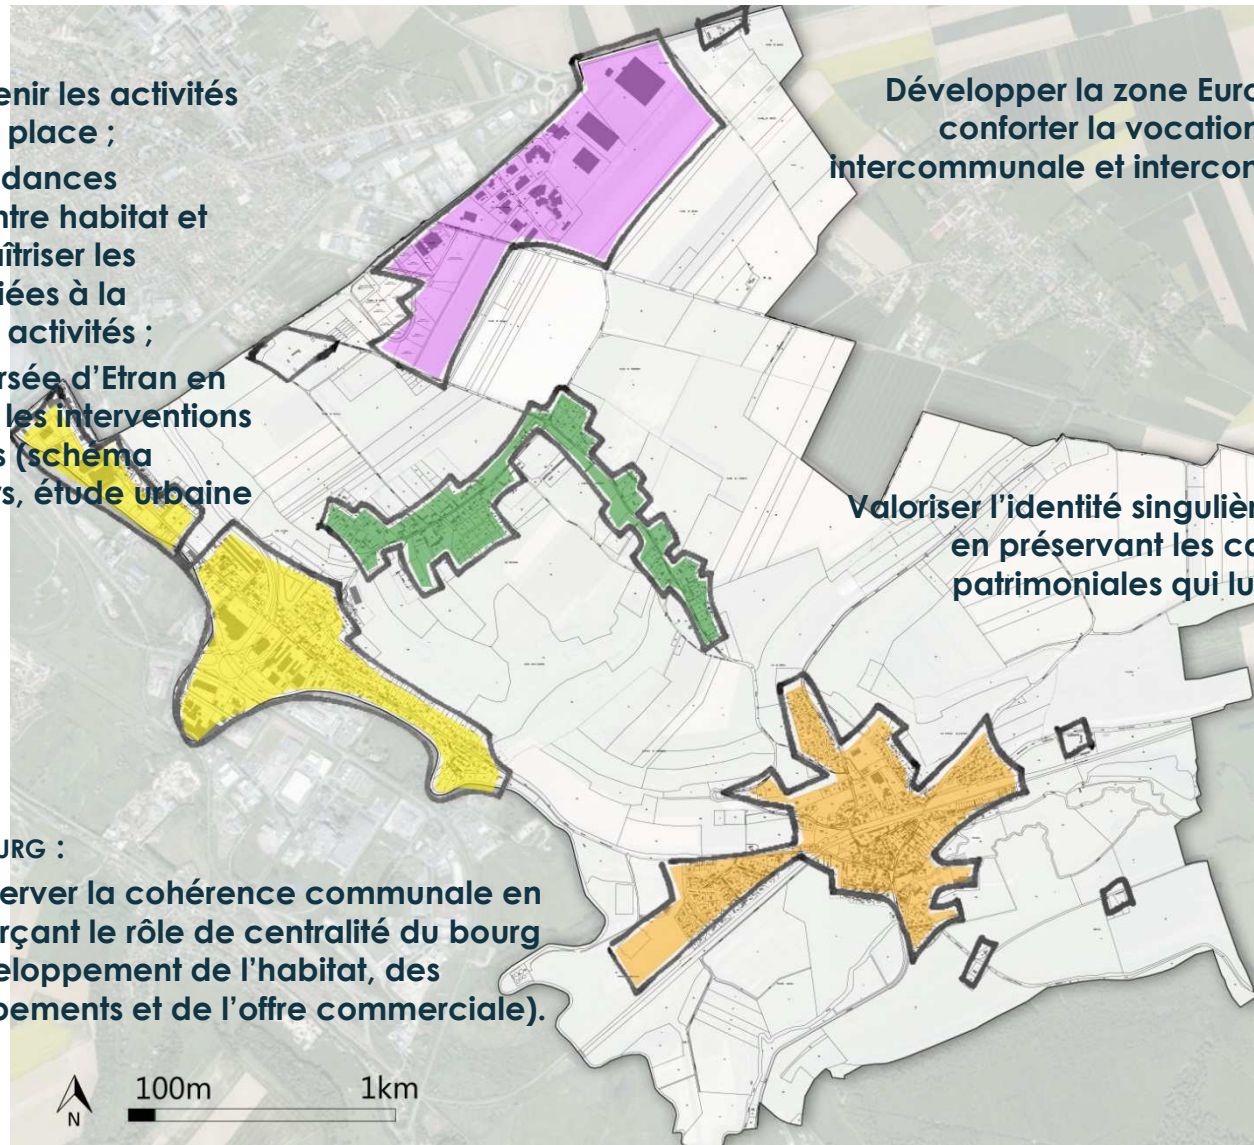 enir les activités
place ;
dances
ntre habitat et
aîtriser les
iées à la
activités ;
rsée d’Etran en
les interventions
s (schéma
rs, étude urbaine
Développer la zone Euro
conforter la vocation
intercommunale et intercom
Valoriser l’identité singulièr
en préservant les ca
patrimoniales qui lu
URG :
erver la cohérence communale en
rçant le rôle de centralité du bourg
eloppement de l’habitat, des
pements et de l’offre commerciale).
N
100m 1km